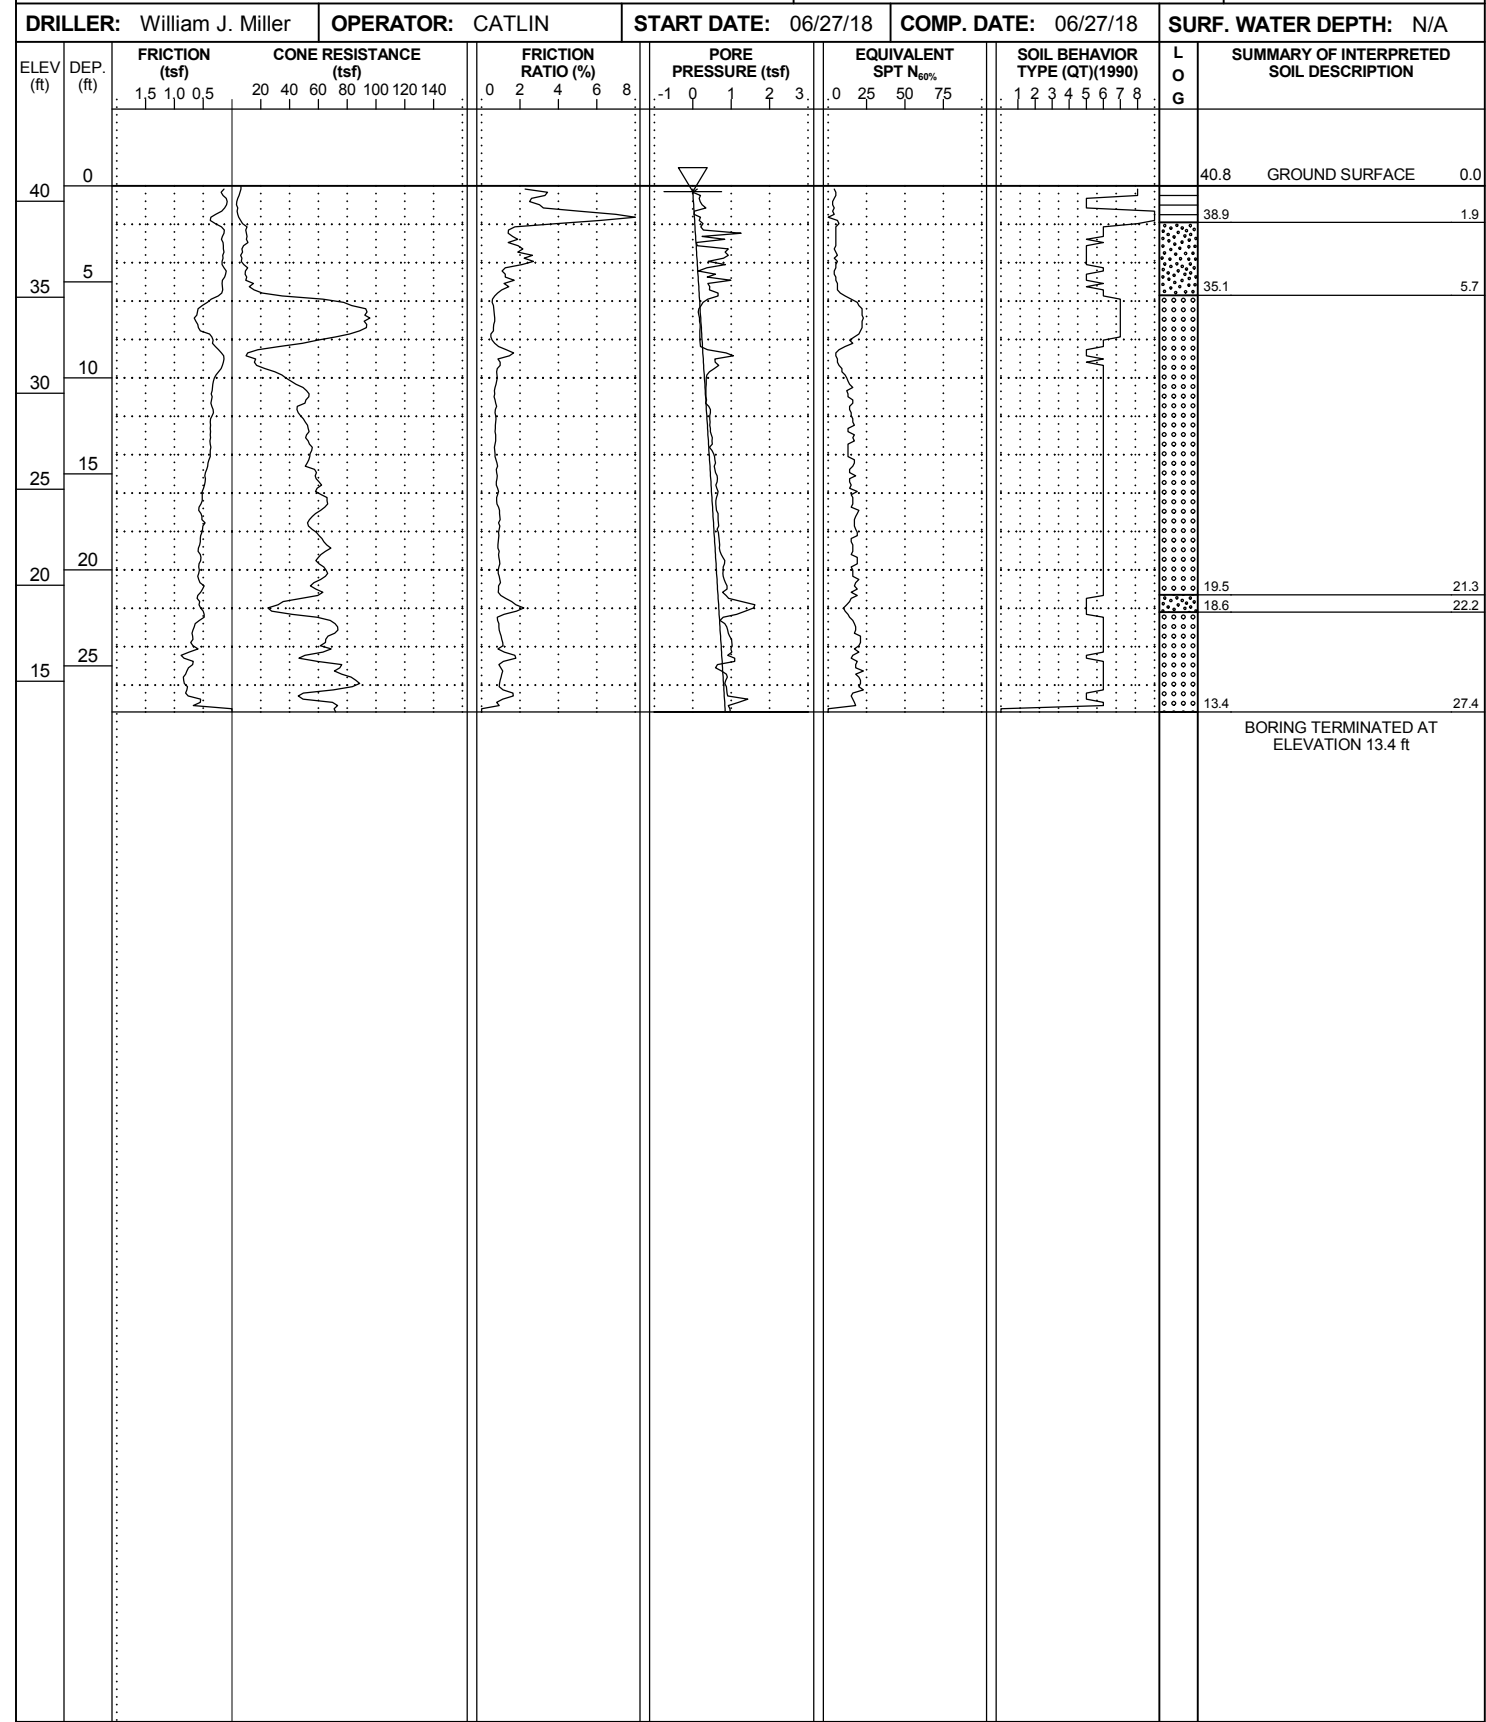 DRILLER: William J. Miller OPERATOR: CATLIN START DATE: 06/27/18 COMP. DATE: 06/27/18 SURF. WATER DEPTH: N/A
ELEV (ft)
DEP. (ft)
FRICTION (tsf)
1.5 1.0 0.5
CONE RESISTANCE (tsf)
20 40 60 80 100 120 140
FRICTION RATIO (%)
0 2 4 6 8
PORE PRESSURE (tsf)
-1 0 1 2 3
EQUIVALENT SPT N60%
0 25 50 75
SOIL BEHAVIOR TYPE (QT)(1990)
1 2 3 4 5 6 7 8
L
O
G
SUMMARY OF INTERPRETED
SOIL DESCRIPTION
0
40.8 GROUND SURFACE 0.0
40
38.9 1.9
5
35
35.1 5.7
10
30
15
25
20
20
19.5 21.3
18.6 22.2
25
15
13.4 27.4
BORING TERMINATED AT
ELEVATION 13.4 ft